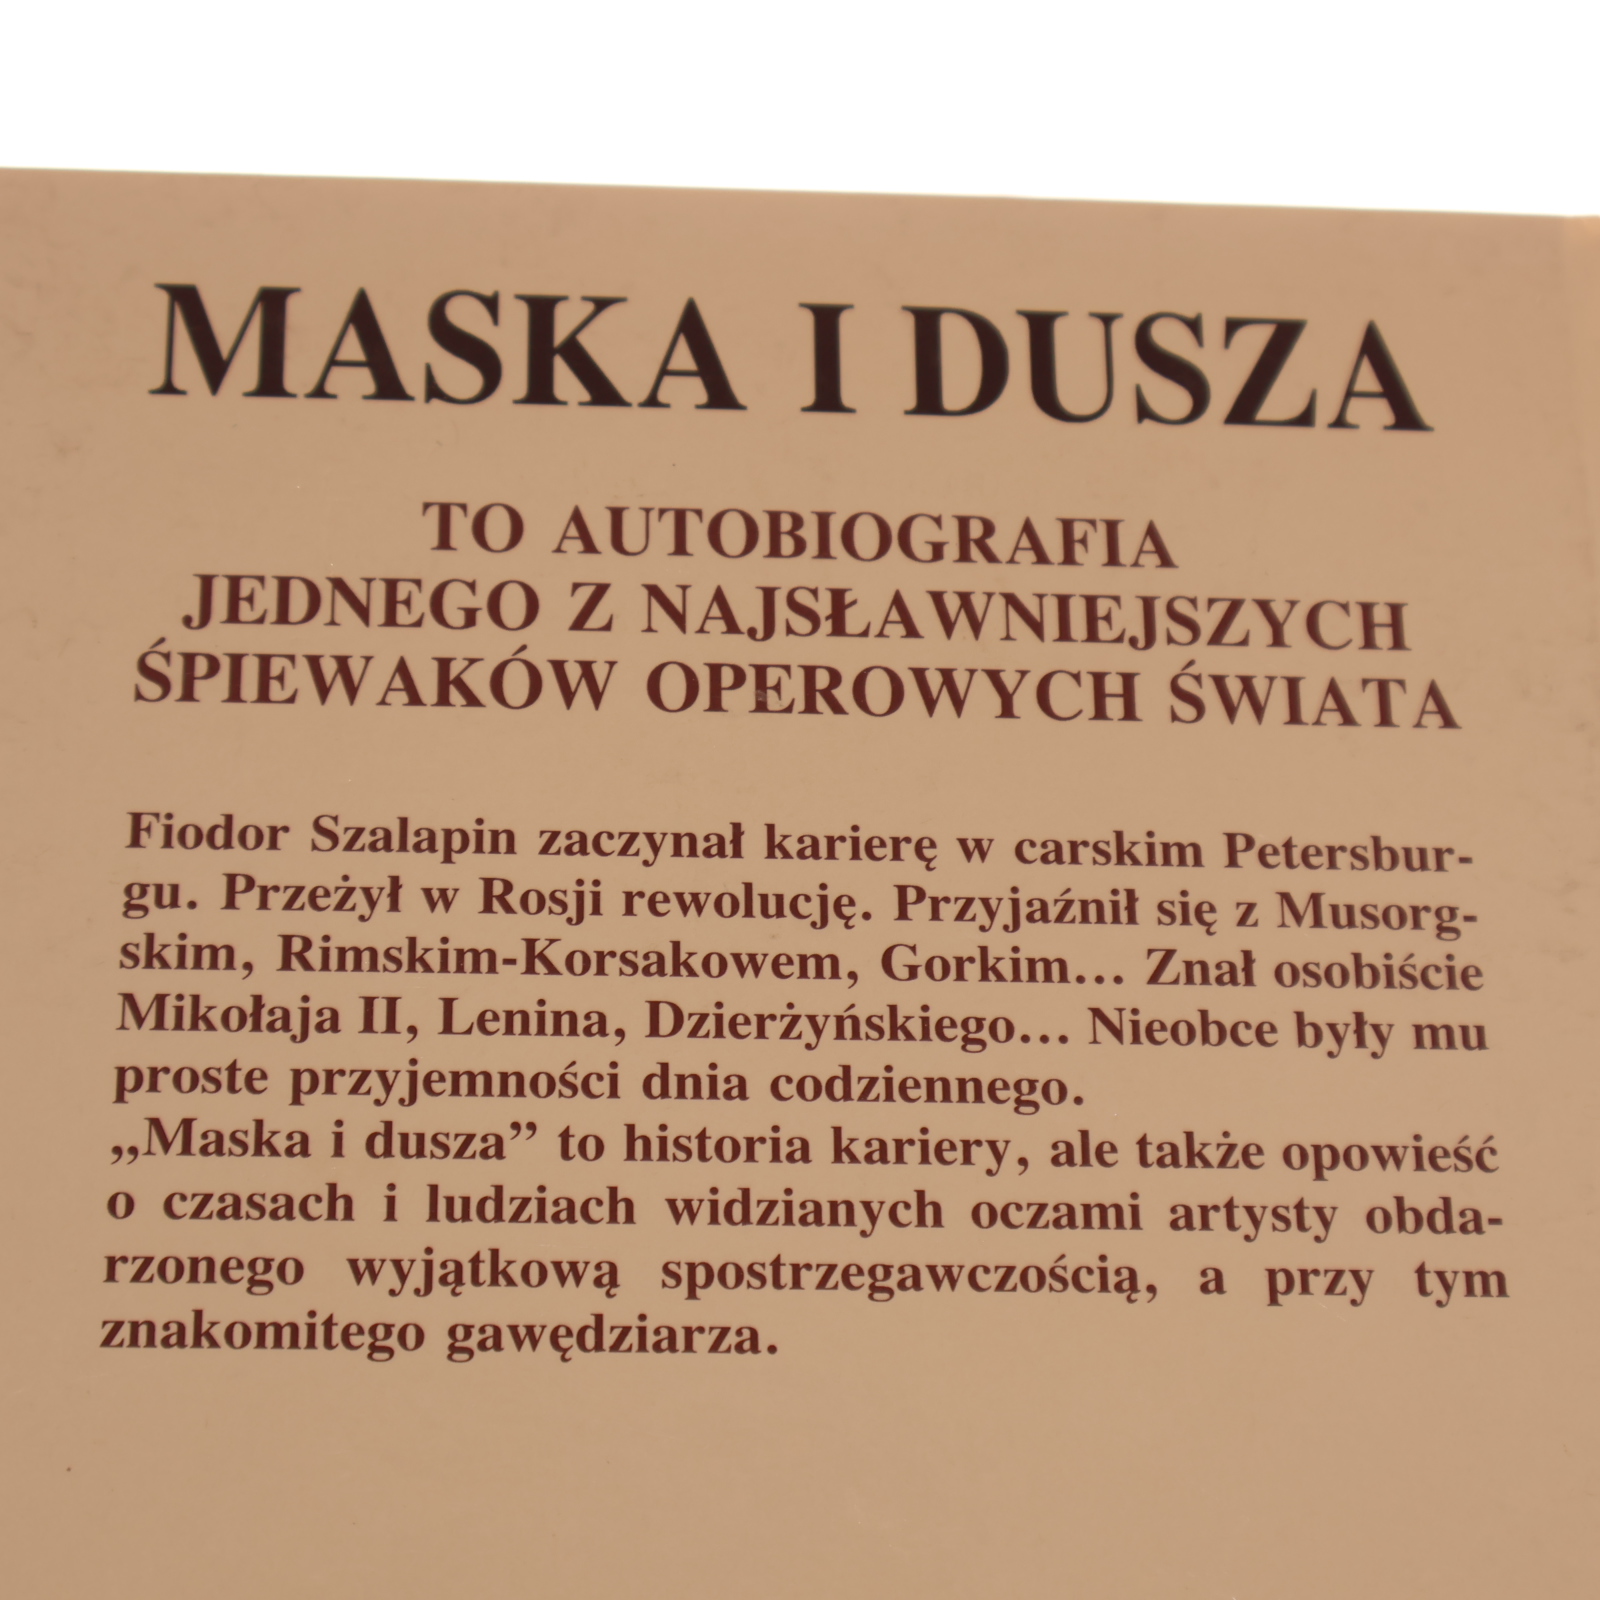 MASKA I DUSZA
TO AUTOBIOGRAFIA
JEDNEGO Z NAJSŁAWNIEJSZYCH
ŚPIEWAKÓW OPEROWYCH ŚWIATA
Fiodor Szalapin zaczynał karierę w carskim Petersbur-
gu. Przeżył w Rosji rewolucję. Przyjaźnił się z Musorg-
skim, Rimskim-Korsakowem, Gorkim... Znał osobiście
Mikołaja II, Lenina, Dzierżyńskiego... Nieobce były mu
proste przyjemności dnia codziennego.
„Maska i dusza” to historia kariery, ale także opowieść
o czasach i ludziach widzianych oczami artysty obda-
rzonego wyjątkową spostrzegawczością, a przy tym
znakomitego gawędziarza.